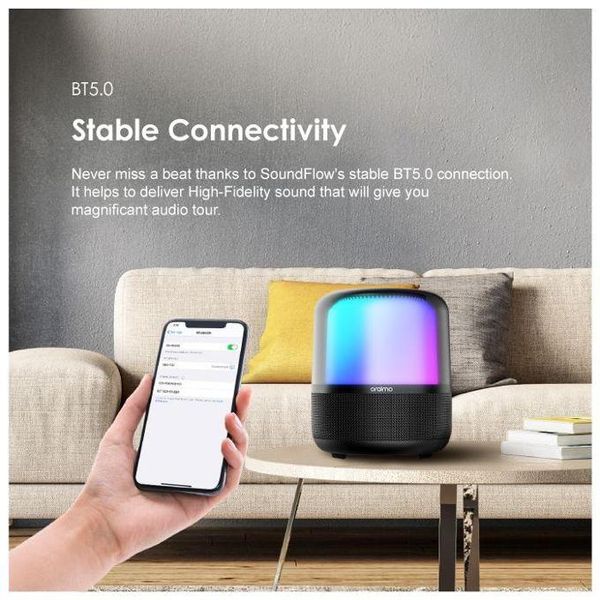 BT5.0
Stable Connectivity
Never miss a beat thanks to SoundFlow's stable BT5.0 connection.
It helps to deliver High-Fidelity sound that will give you
magnificant audio tour.
oraimo